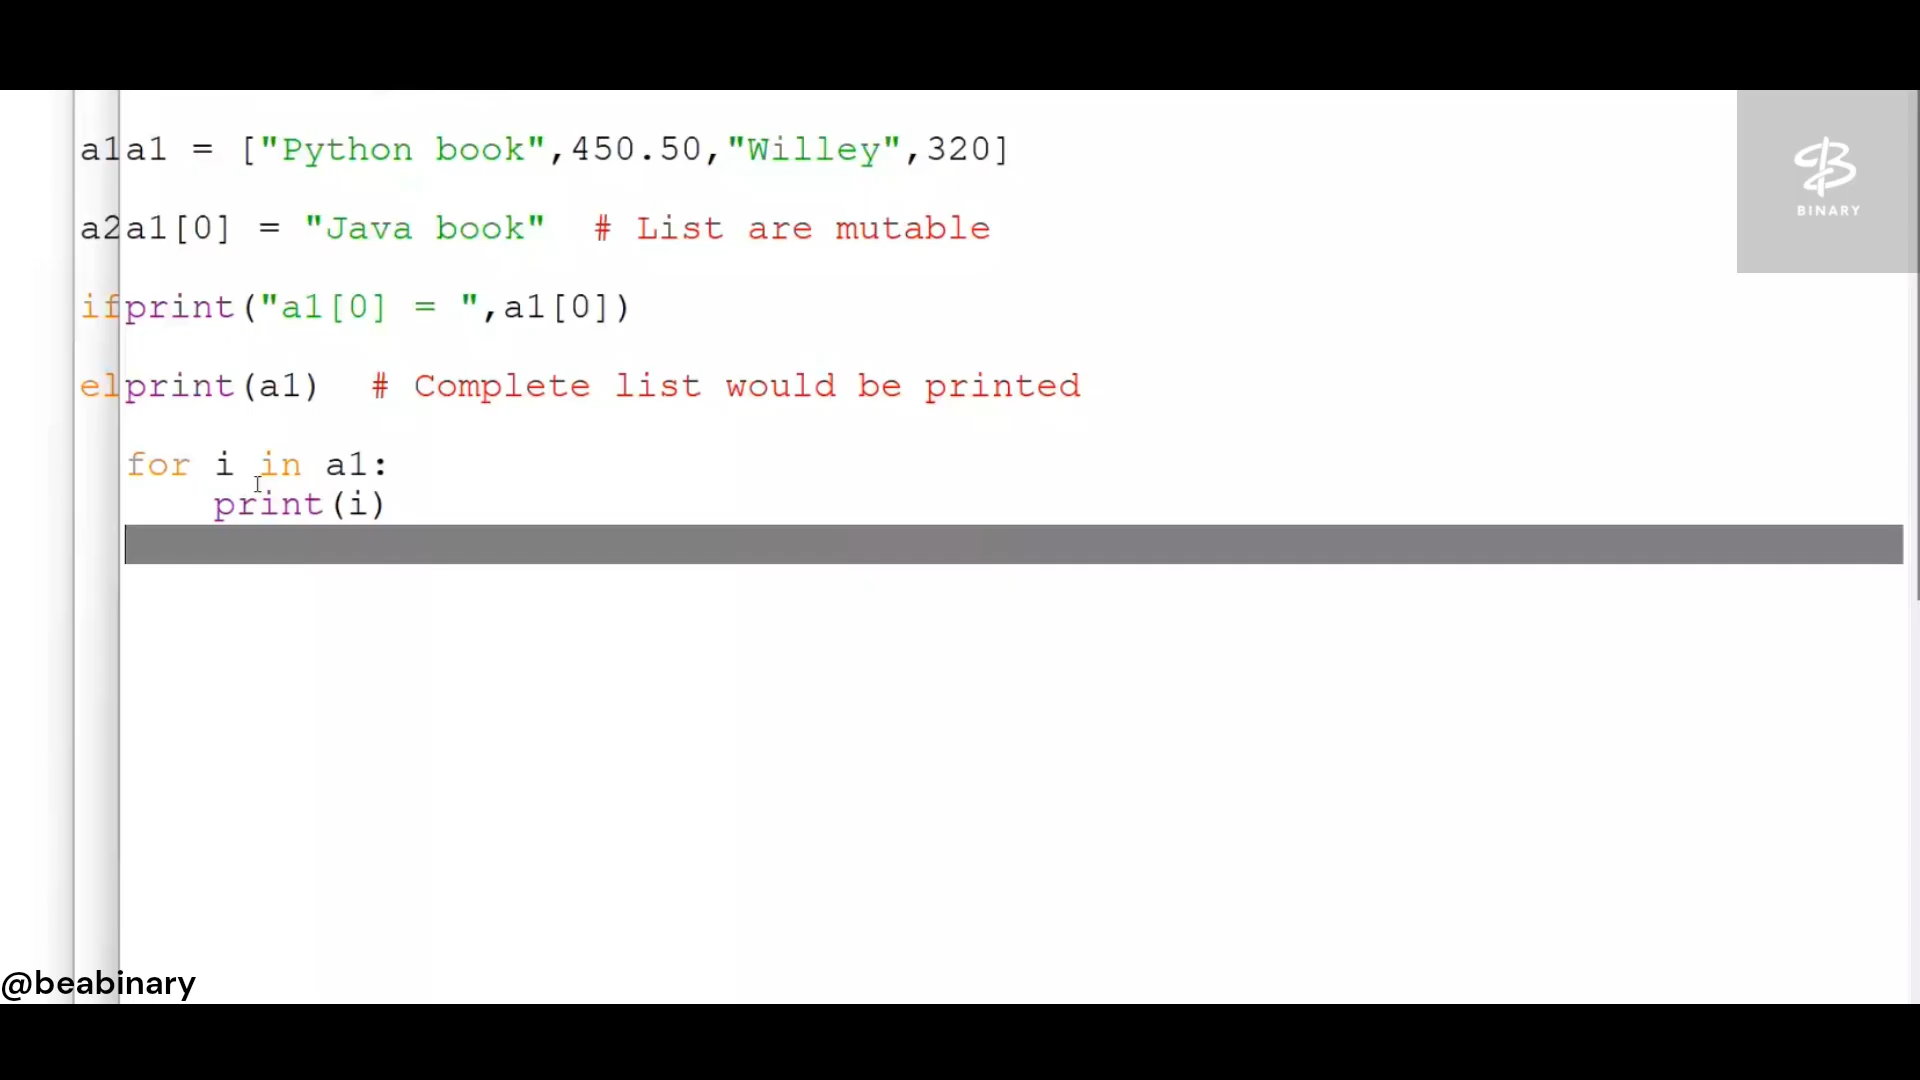 a1a1 = ["Python book",450.50,"Willey",320]
BINARY
a2a1[0] = "Java book"  # List are mutable
ifprint("a1[0] = ",a1[0])
elprint(a1)  # Complete list would be printed
for i in a1:
    print(i)
@beabinary